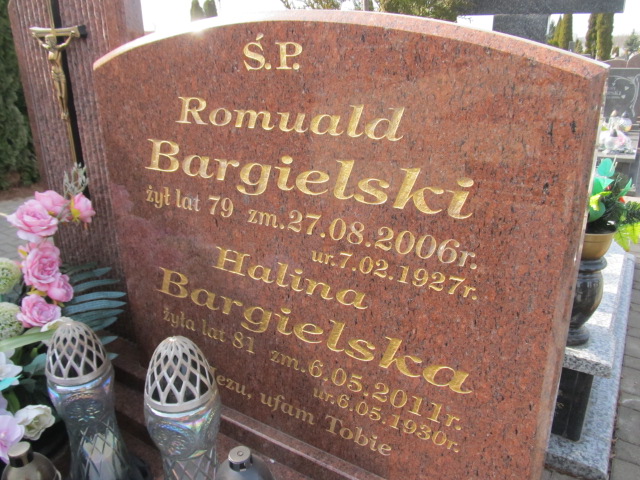 Ś.P.
Romuald
Bargielski
żył lat 79 zm.27.08.2006r.
ur.7.02.1927r.
Halina
Bargielska
żyła lat 81 zm.6.05.2011r.
ur.6.05.1930r.
Jezu, ufam Tobie